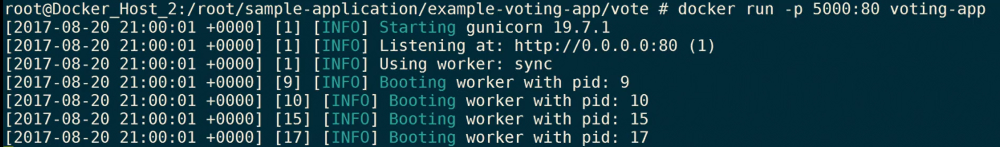 root@Docker_Host_2:/root/sample-application/example-voting-app/vote # docker run -p 5000:80 voting-app
[2017-08-20 21:00:01 +0000] [1] [INFO] Starting gunicorn 19.7.1
[2017-08-20 21:00:01 +0000] [1] [INFO] Listening at: http://0.0.0.0:80 (1)
[2017-08-20 21:00:01 +0000] [1] [INFO] Using worker: sync
[2017-08-20 21:00:01 +0000] [9] [INFO] Booting worker with pid: 9
[2017-08-20 21:00:01 +0000] [10] [INFO] Booting worker with pid: 10
[2017-08-20 21:00:01 +0000] [15] [INFO] Booting worker with pid: 15
[2017-08-20 21:00:01 +0000] [17] [INFO] Booting worker with pid: 17